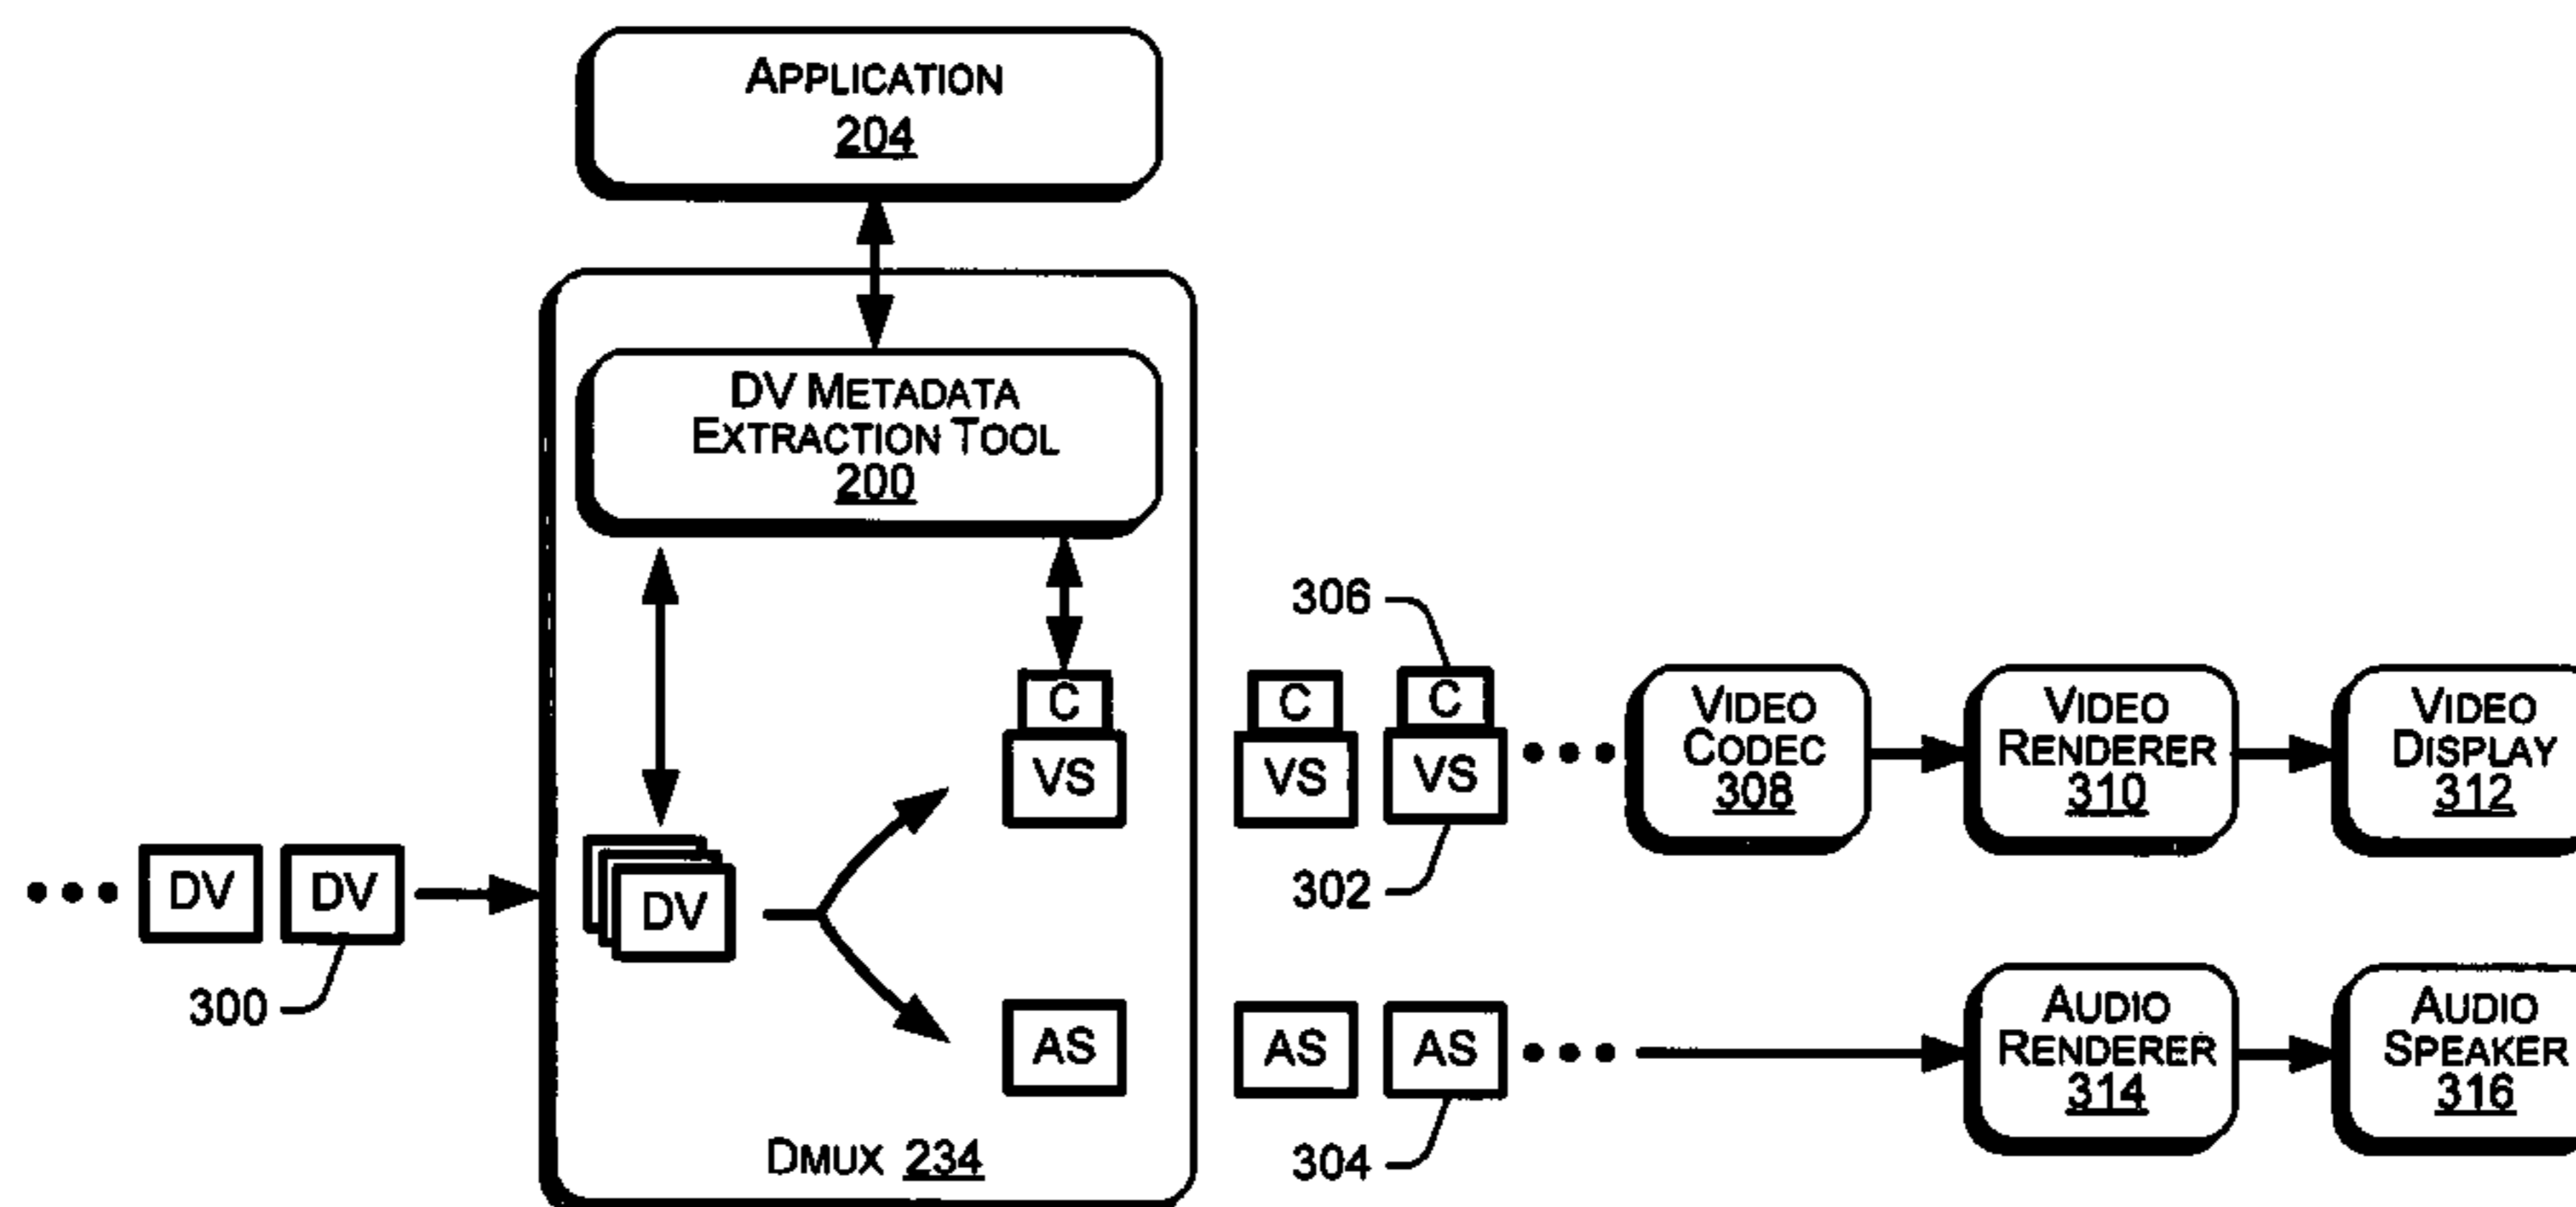 APPLICATION
204
DV METADATA
EXTRACTION TOOL
200
306
C
C
C
VS
VS
VS
VIDEO
CODEC
308
VIDEO
RENDERER
310
VIDEO
DISPLAY
312
302
DV
DV
DV
300
AS
AS
AS
AUDIO
RENDERER
314
AUDIO
SPEAKER
316
DMUX 234
304